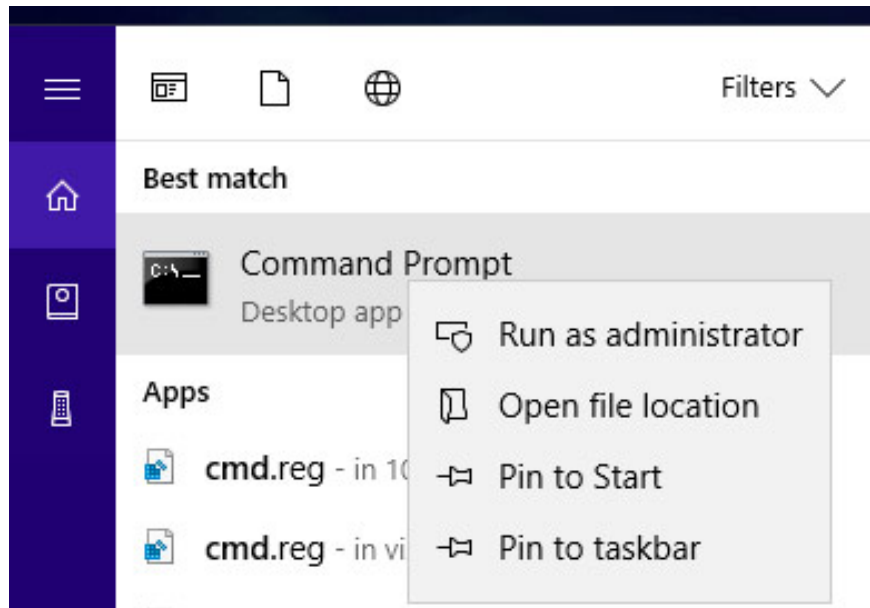 Filters
Best match
C:\_
Command Prompt
Desktop app
Run as administrator
Apps
Open file location
cmd.reg - in 10
Pin to Start
cmd.reg - in vi
Pin to taskbar